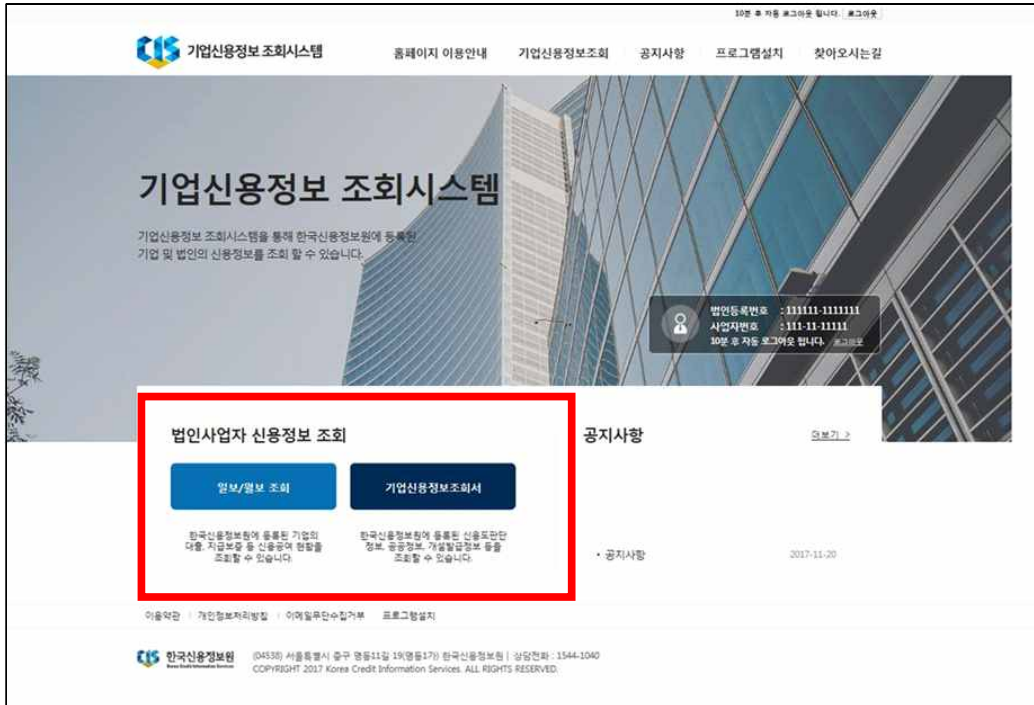 10분 후 자동 로그아웃 됩니다. 로그아웃
CIS 기업신용정보 조회시스템
홈페이지 이용안내 기업신용정보조회 공지사항 프로그램설치 찾아오시는길
기업신용정보 조회시스템
기업신용정보 조회시스템을 통해 한국신용정보원에 등록된
기업 및 법인의 신용정보를 조회 할 수 있습니다.
법인등록번호 : 111111-1111111
사업자번호 : 111-11-11111
10분 후 자동 로그아웃 됩니다. 로그아웃
법인사업자 신용정보 조회
일보/월보 조회
기업신용정보조회서
한국신용정보원에 등록된 기업의
대출, 지급보증 등 신용공여 현황을
조회할 수 있습니다.
한국신용정보원에 등록된 신용도판단
정보, 공공정보, 개설발급정보 등을
조회할 수 있습니다.
공지사항
더보기 >
• 공지사항 2017-11-20
이용약관 | 개인정보처리방침 | 이메일무단수집거부 프로그램설치
CIS 한국신용정보원
Korea Credit Information Services
(04538) 서울특별시 중구 명동11길 19(명동1가) 한국신용정보원 | 상담전화 : 1544-1040
COPYRIGHT 2017 Korea Credit Information Services. ALL RIGHTS RESERVED.